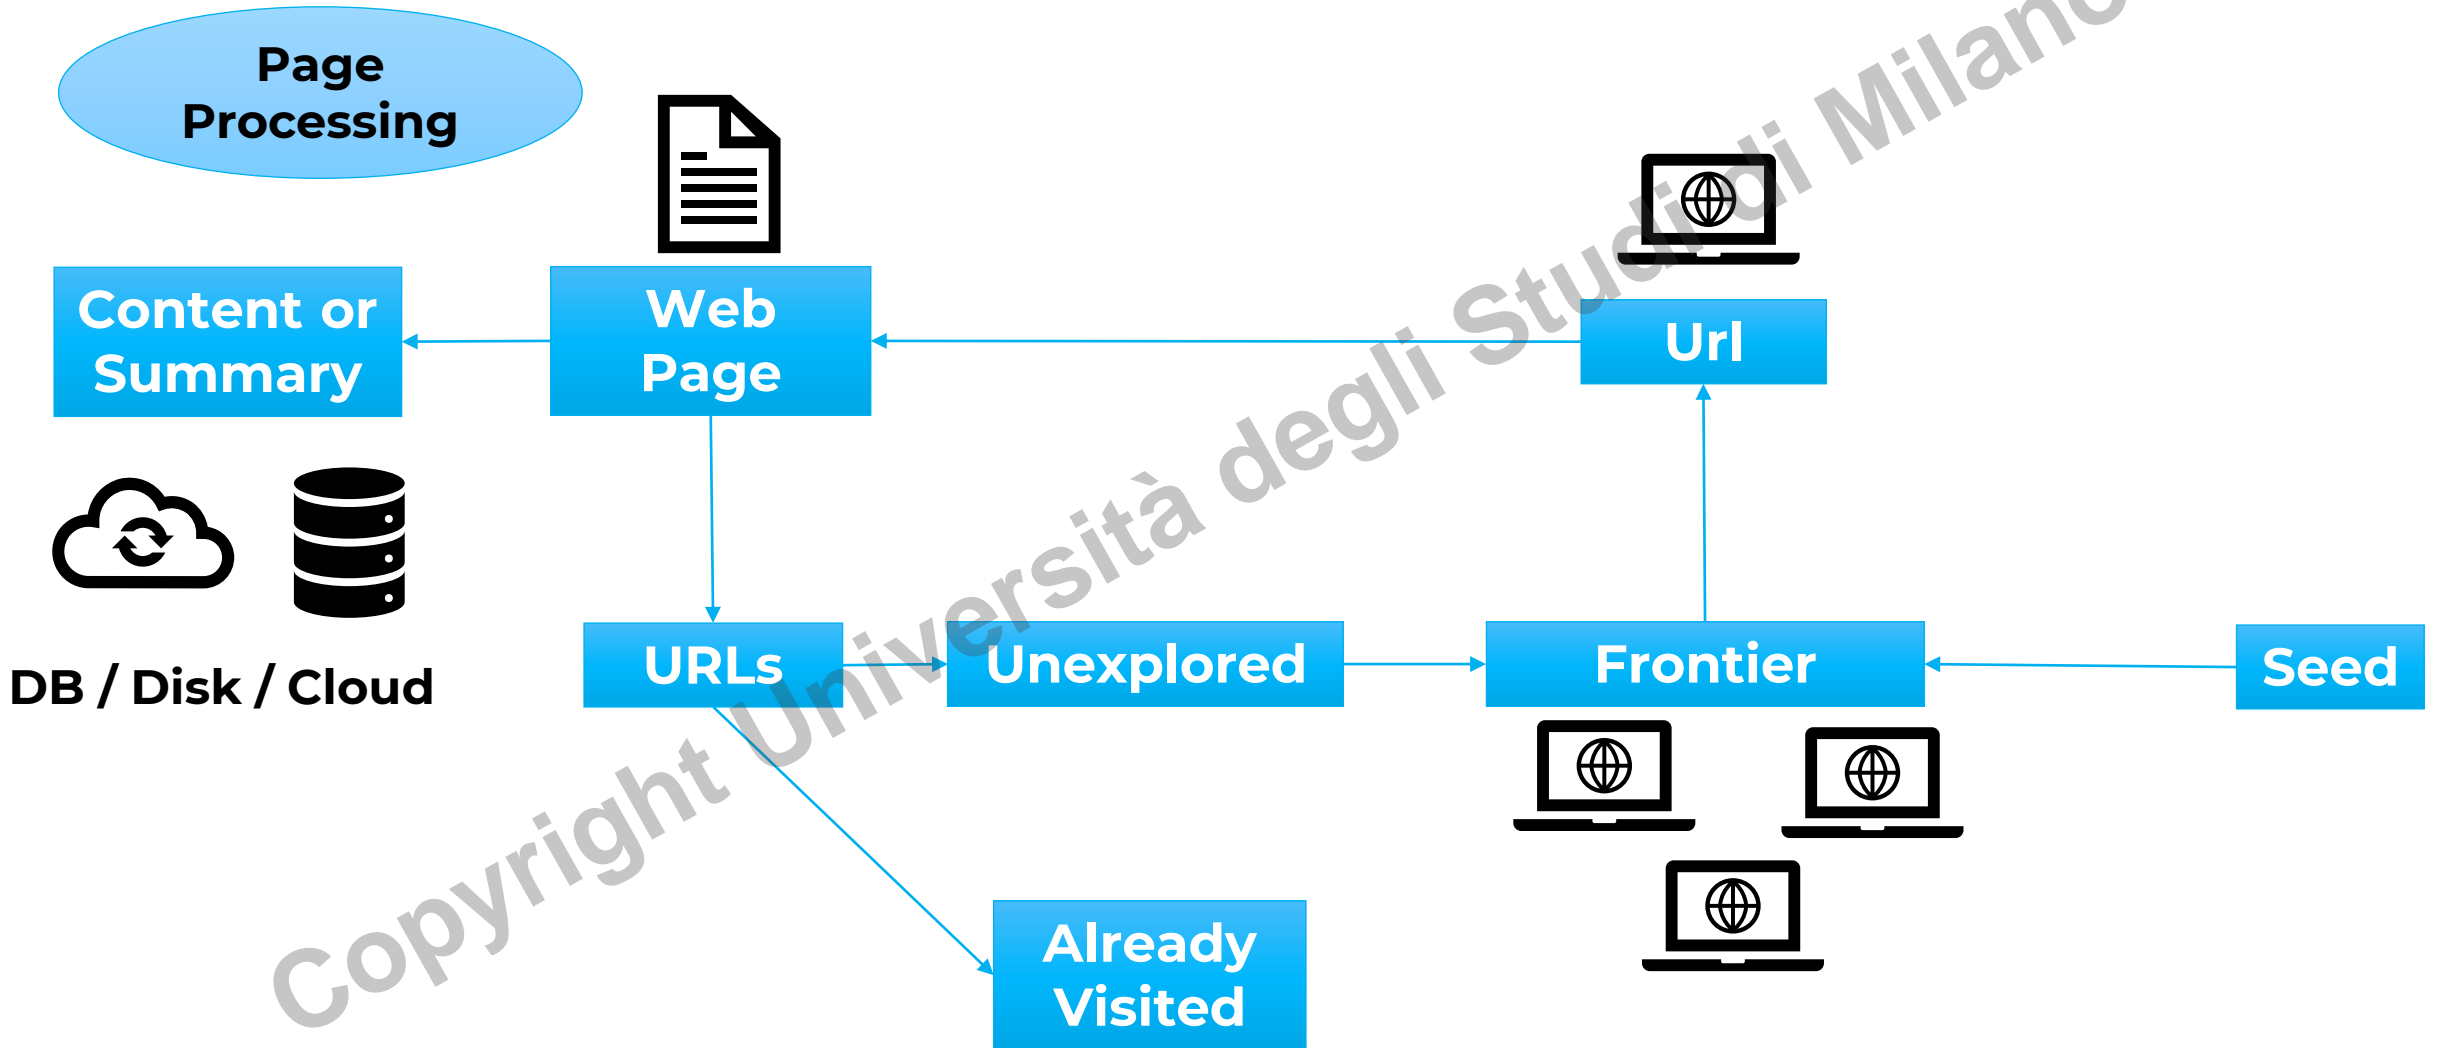 Page
Processing
Content or
Summary
Web
Page
Url
DB / Disk / Cloud
URLs
Unexplored
Frontier
Seed
Already
Visited
Copyright Università degli Studi di Milano